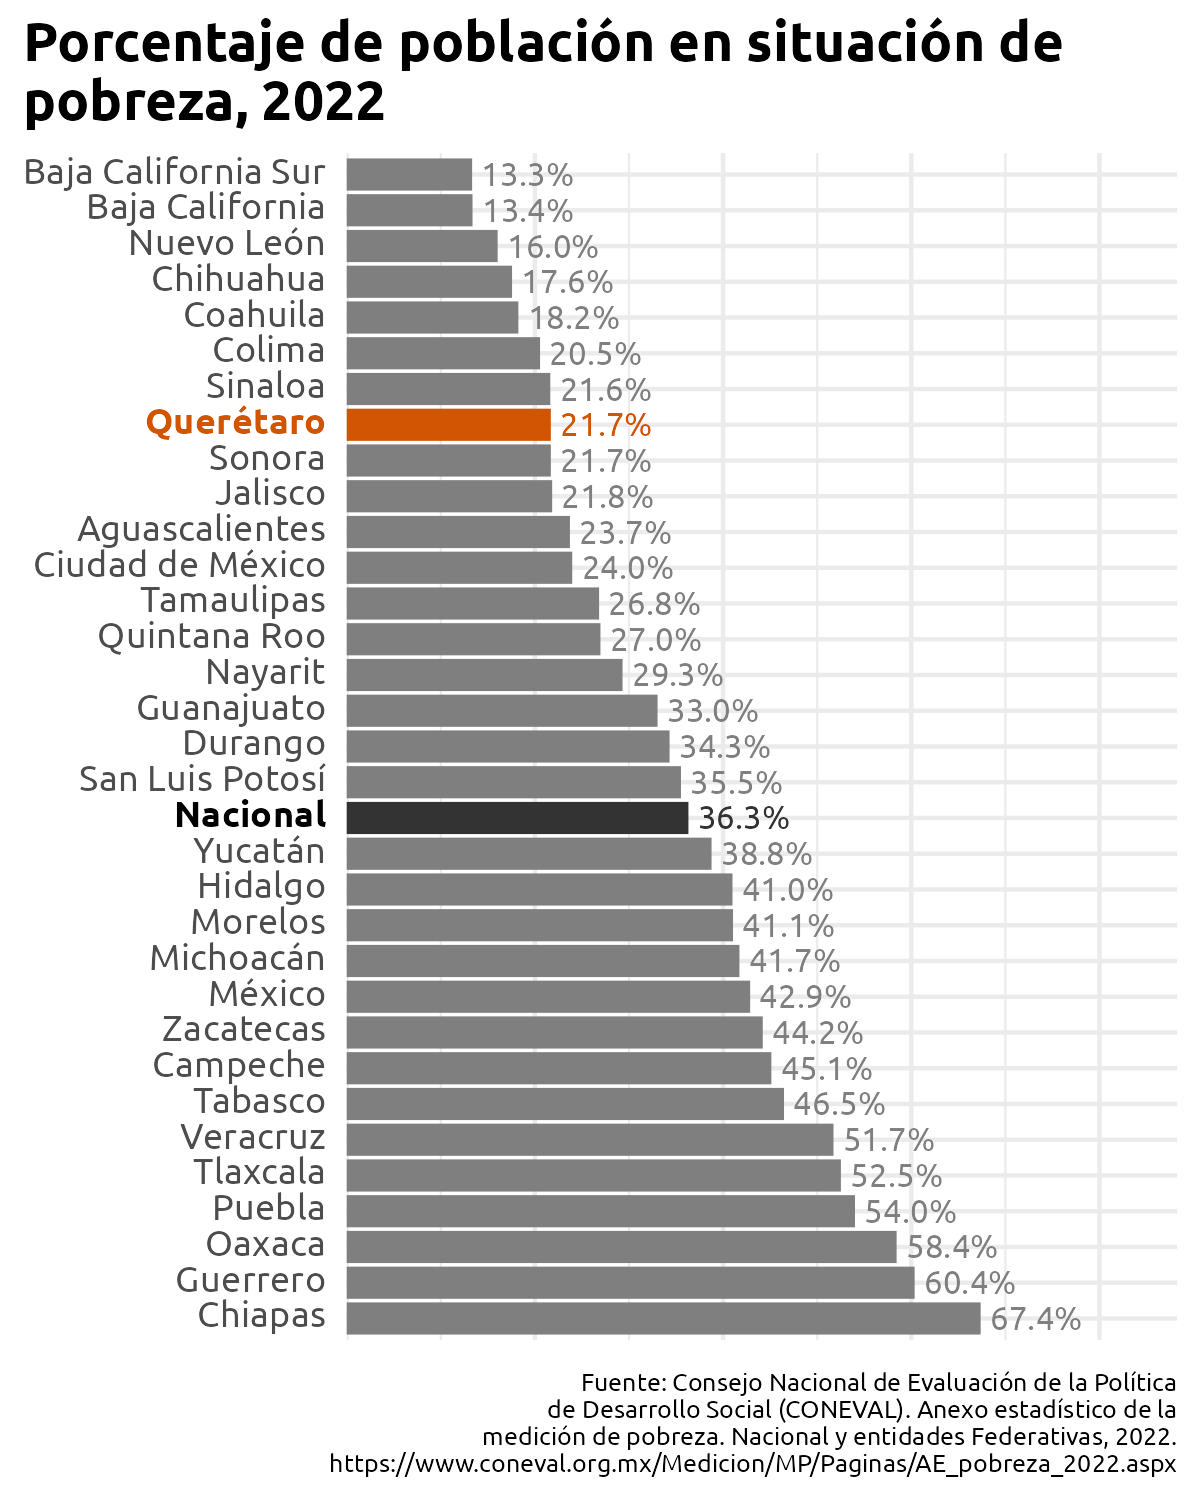 Porcentaje de población en situación de
pobreza, 2022
Baja California Sur 13.3%
Baja California 13.4%
Nuevo León 16.0%
Chihuahua 17.6%
Coahuila 18.2%
Colima 20.5%
Sinaloa 21.6%
Querétaro 21.7%
Sonora 21.7%
Jalisco 21.8%
Aguascalientes 23.7%
Ciudad de México 24.0%
Tamaulipas 26.8%
Quintana Roo 27.0%
Nayarit 29.3%
Guanajuato 33.0%
Durango 34.3%
San Luis Potosí 35.5%
Nacional 36.3%
Yucatán 38.8%
Hidalgo 41.0%
Morelos 41.1%
Michoacán 41.7%
México 42.9%
Zacatecas 44.2%
Campeche 45.1%
Tabasco 46.5%
Veracruz 51.7%
Tlaxcala 52.5%
Puebla 54.0%
Oaxaca 58.4%
Guerrero 60.4%
Chiapas 67.4%
Fuente: Consejo Nacional de Evaluación de la Política
de Desarrollo Social (CONEVAL). Anexo estadístico de la
medición de pobreza. Nacional y entidades Federativas, 2022.
https://www.coneval.org.mx/Medicion/MP/Paginas/AE_pobreza_2022.aspx